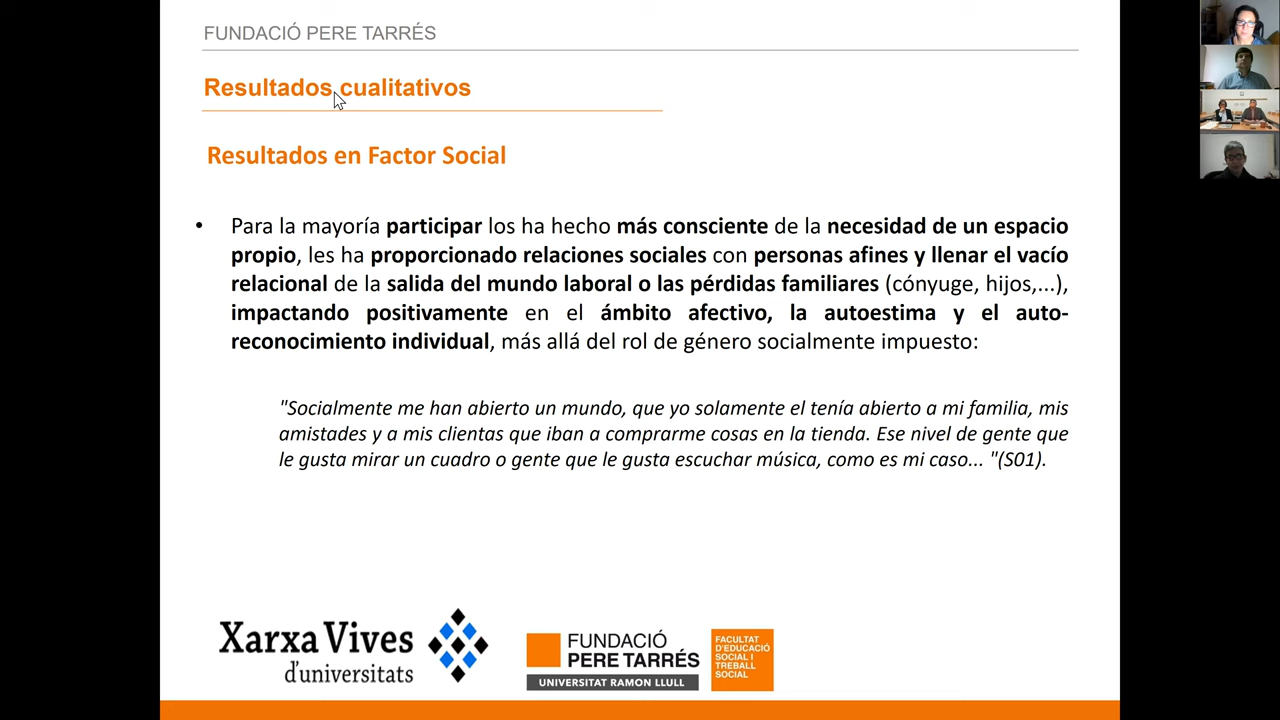 FUNDACIÓ PERE TARRÉS
Resultados cualitativos
Resultados en Factor Social
• Para la mayoría participar los ha hecho más consciente de la necesidad de un espacio
propio, les ha proporcionado relaciones sociales con personas afines y llenar el vacío
relacional de la salida del mundo laboral o las pérdidas familiares (cónyuge, hijos,...),
impactando positivamente en el ámbito afectivo, la autoestima y el auto-
reconocimiento individual, más allá del rol de género socialmente impuesto:
"Socialmente me han abierto un mundo, que yo solamente el tenía abierto a mi familia, mis
amistades y a mis clientas que iban a comprarme cosas en la tienda. Ese nivel de gente que
le gusta mirar un cuadro o gente que le gusta escuchar música, como es mi caso... "(S01).
Xarxa Vives
d'universitats
FUNDACIÓ
PERE TARRÉS
UNIVERSITAT RAMON LLULL
FACULTAT
D'EDUCACIÓ
SOCIAL I
TREBALL
SOCIAL